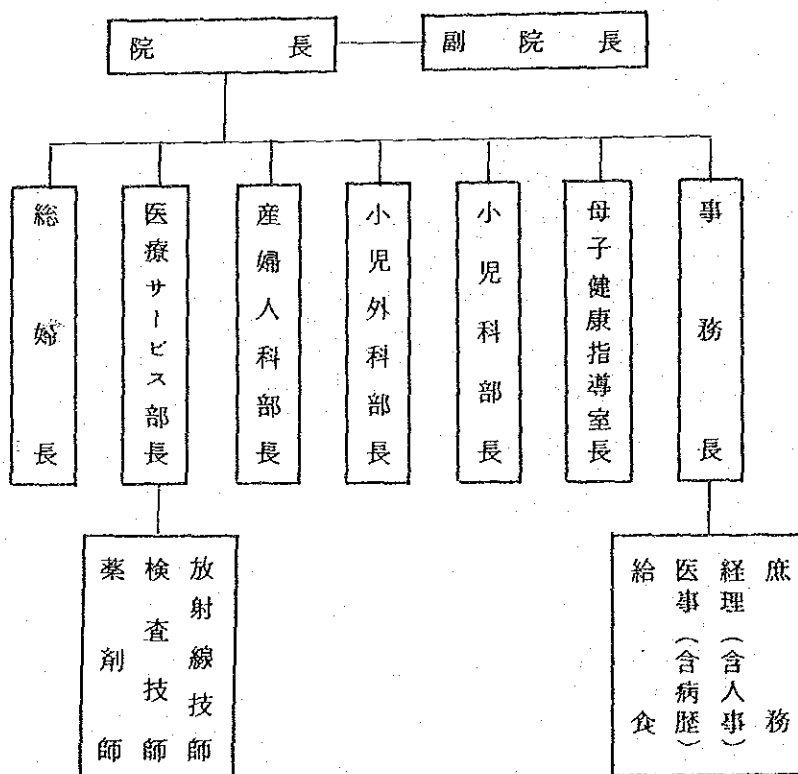 院長
副院長
総婦長
医療サービス部長
産婦人科部長
小児外科部長
小児科部長
母子健康指導室長
事務長
放射線技師
検査技師
薬剤師
庶務
経理(含人事)
医事(含病歴)
給食